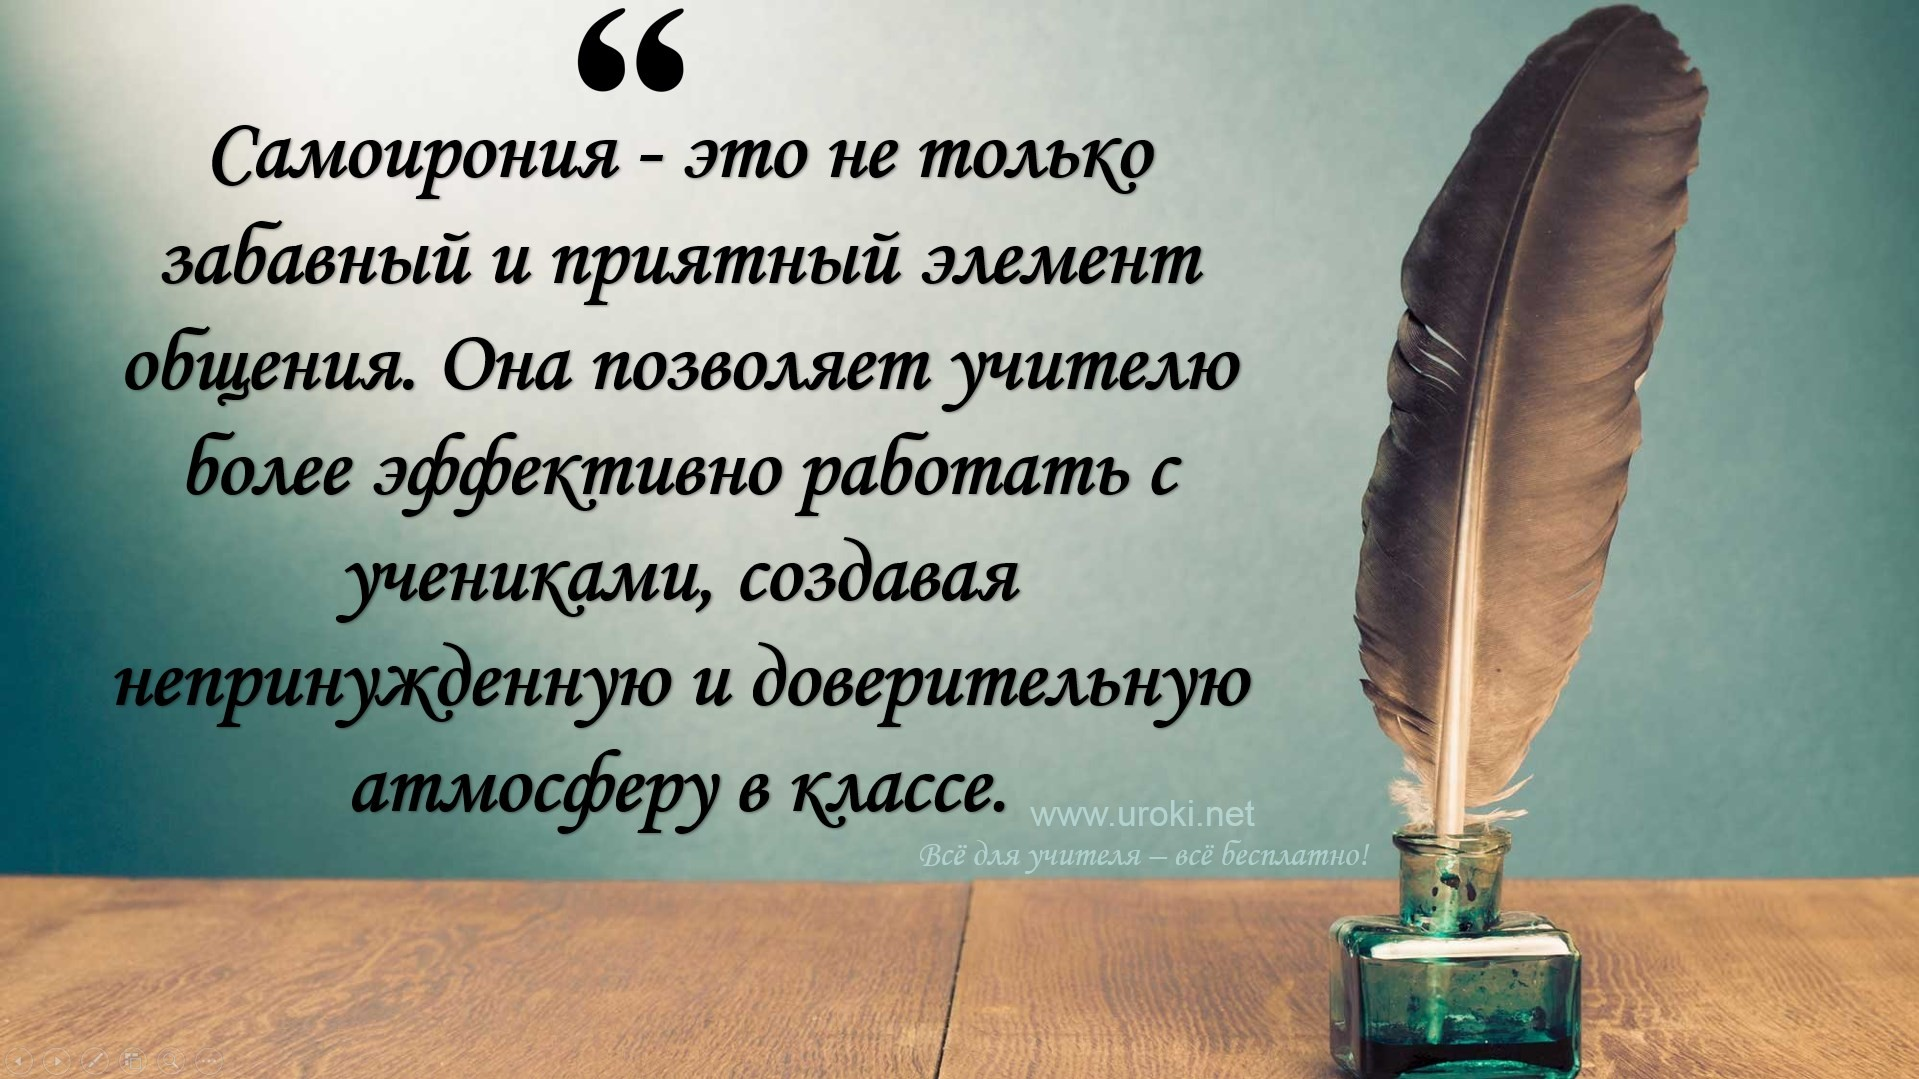 “
Самоирония - это не только
забавный и приятный элемент
общения. Она позволяет учителю
более эффективно работать с
учениками, создавая
непринужденную и доверительную
атмосферу в классе.
www.uroki.net
Всё для учителя – всё бесплатно!